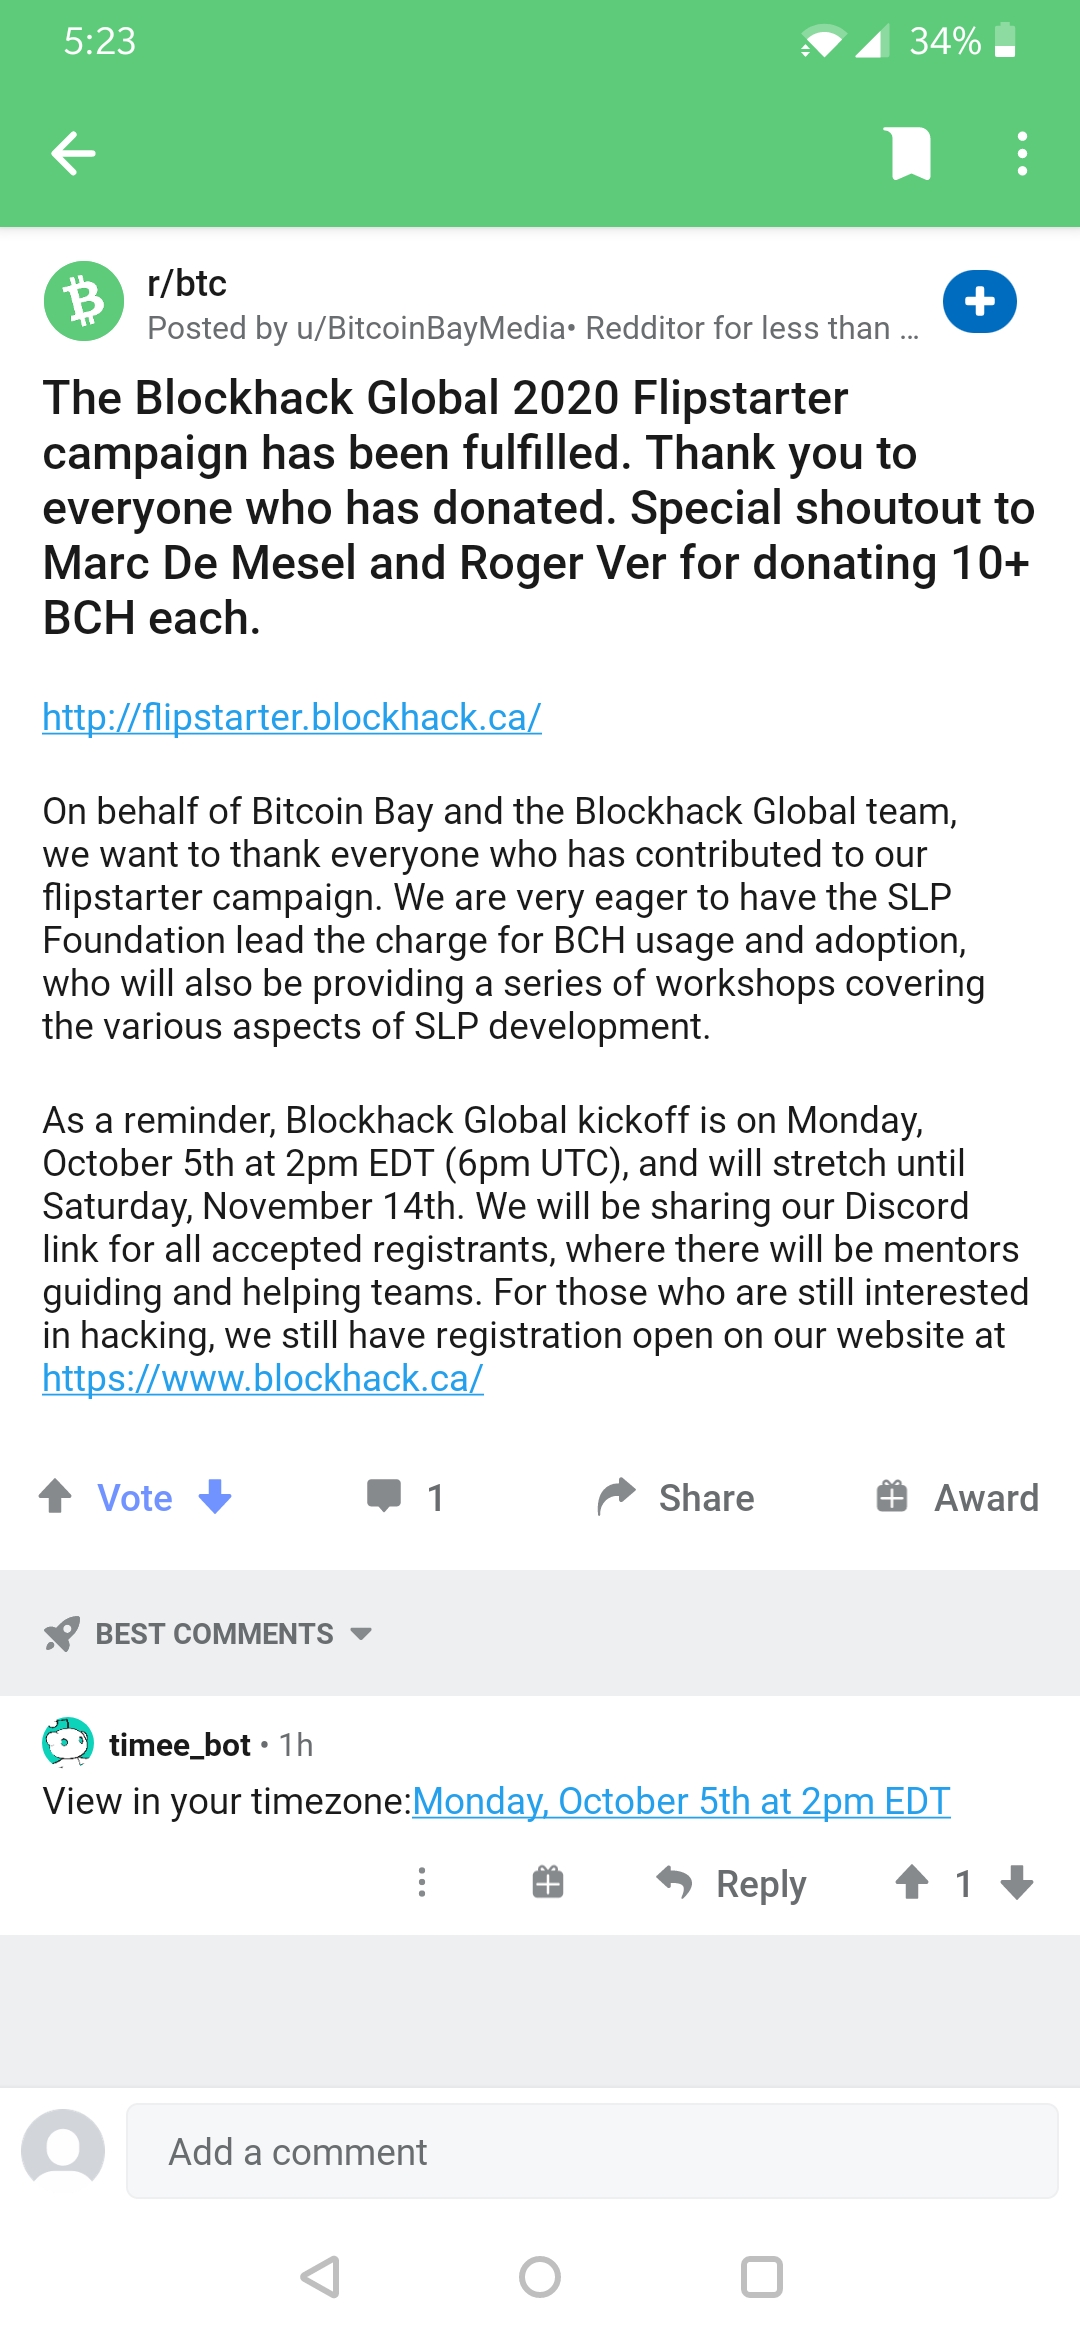 5:23
34%
r/btc
Posted by u/BitcoinBayMedia• Redditor for less than ...
The Blockhack Global 2020 Flipstarter
campaign has been fulfilled. Thank you to
everyone who has donated. Special shoutout to
Marc De Mesel and Roger Ver for donating 10+
BCH each.
http://flipstarter.blockhack.ca/
On behalf of Bitcoin Bay and the Blockhack Global team,
we want to thank everyone who has contributed to our
flipstarter campaign. We are very eager to have the SLP
Foundation lead the charge for BCH usage and adoption,
who will also be providing a series of workshops covering
the various aspects of SLP development.
As a reminder, Blockhack Global kickoff is on Monday,
October 5th at 2pm EDT (6pm UTC), and will stretch until
Saturday, November 14th. We will be sharing our Discord
link for all accepted registrants, where there will be mentors
guiding and helping teams. For those who are still interested
in hacking, we still have registration open on our website at
https://www.blockhack.ca/
Vote 1 Share Award
BEST COMMENTS
timee_bot • 1h
View in your timezone:Monday, October 5th at 2pm EDT
Reply 1
Add a comment